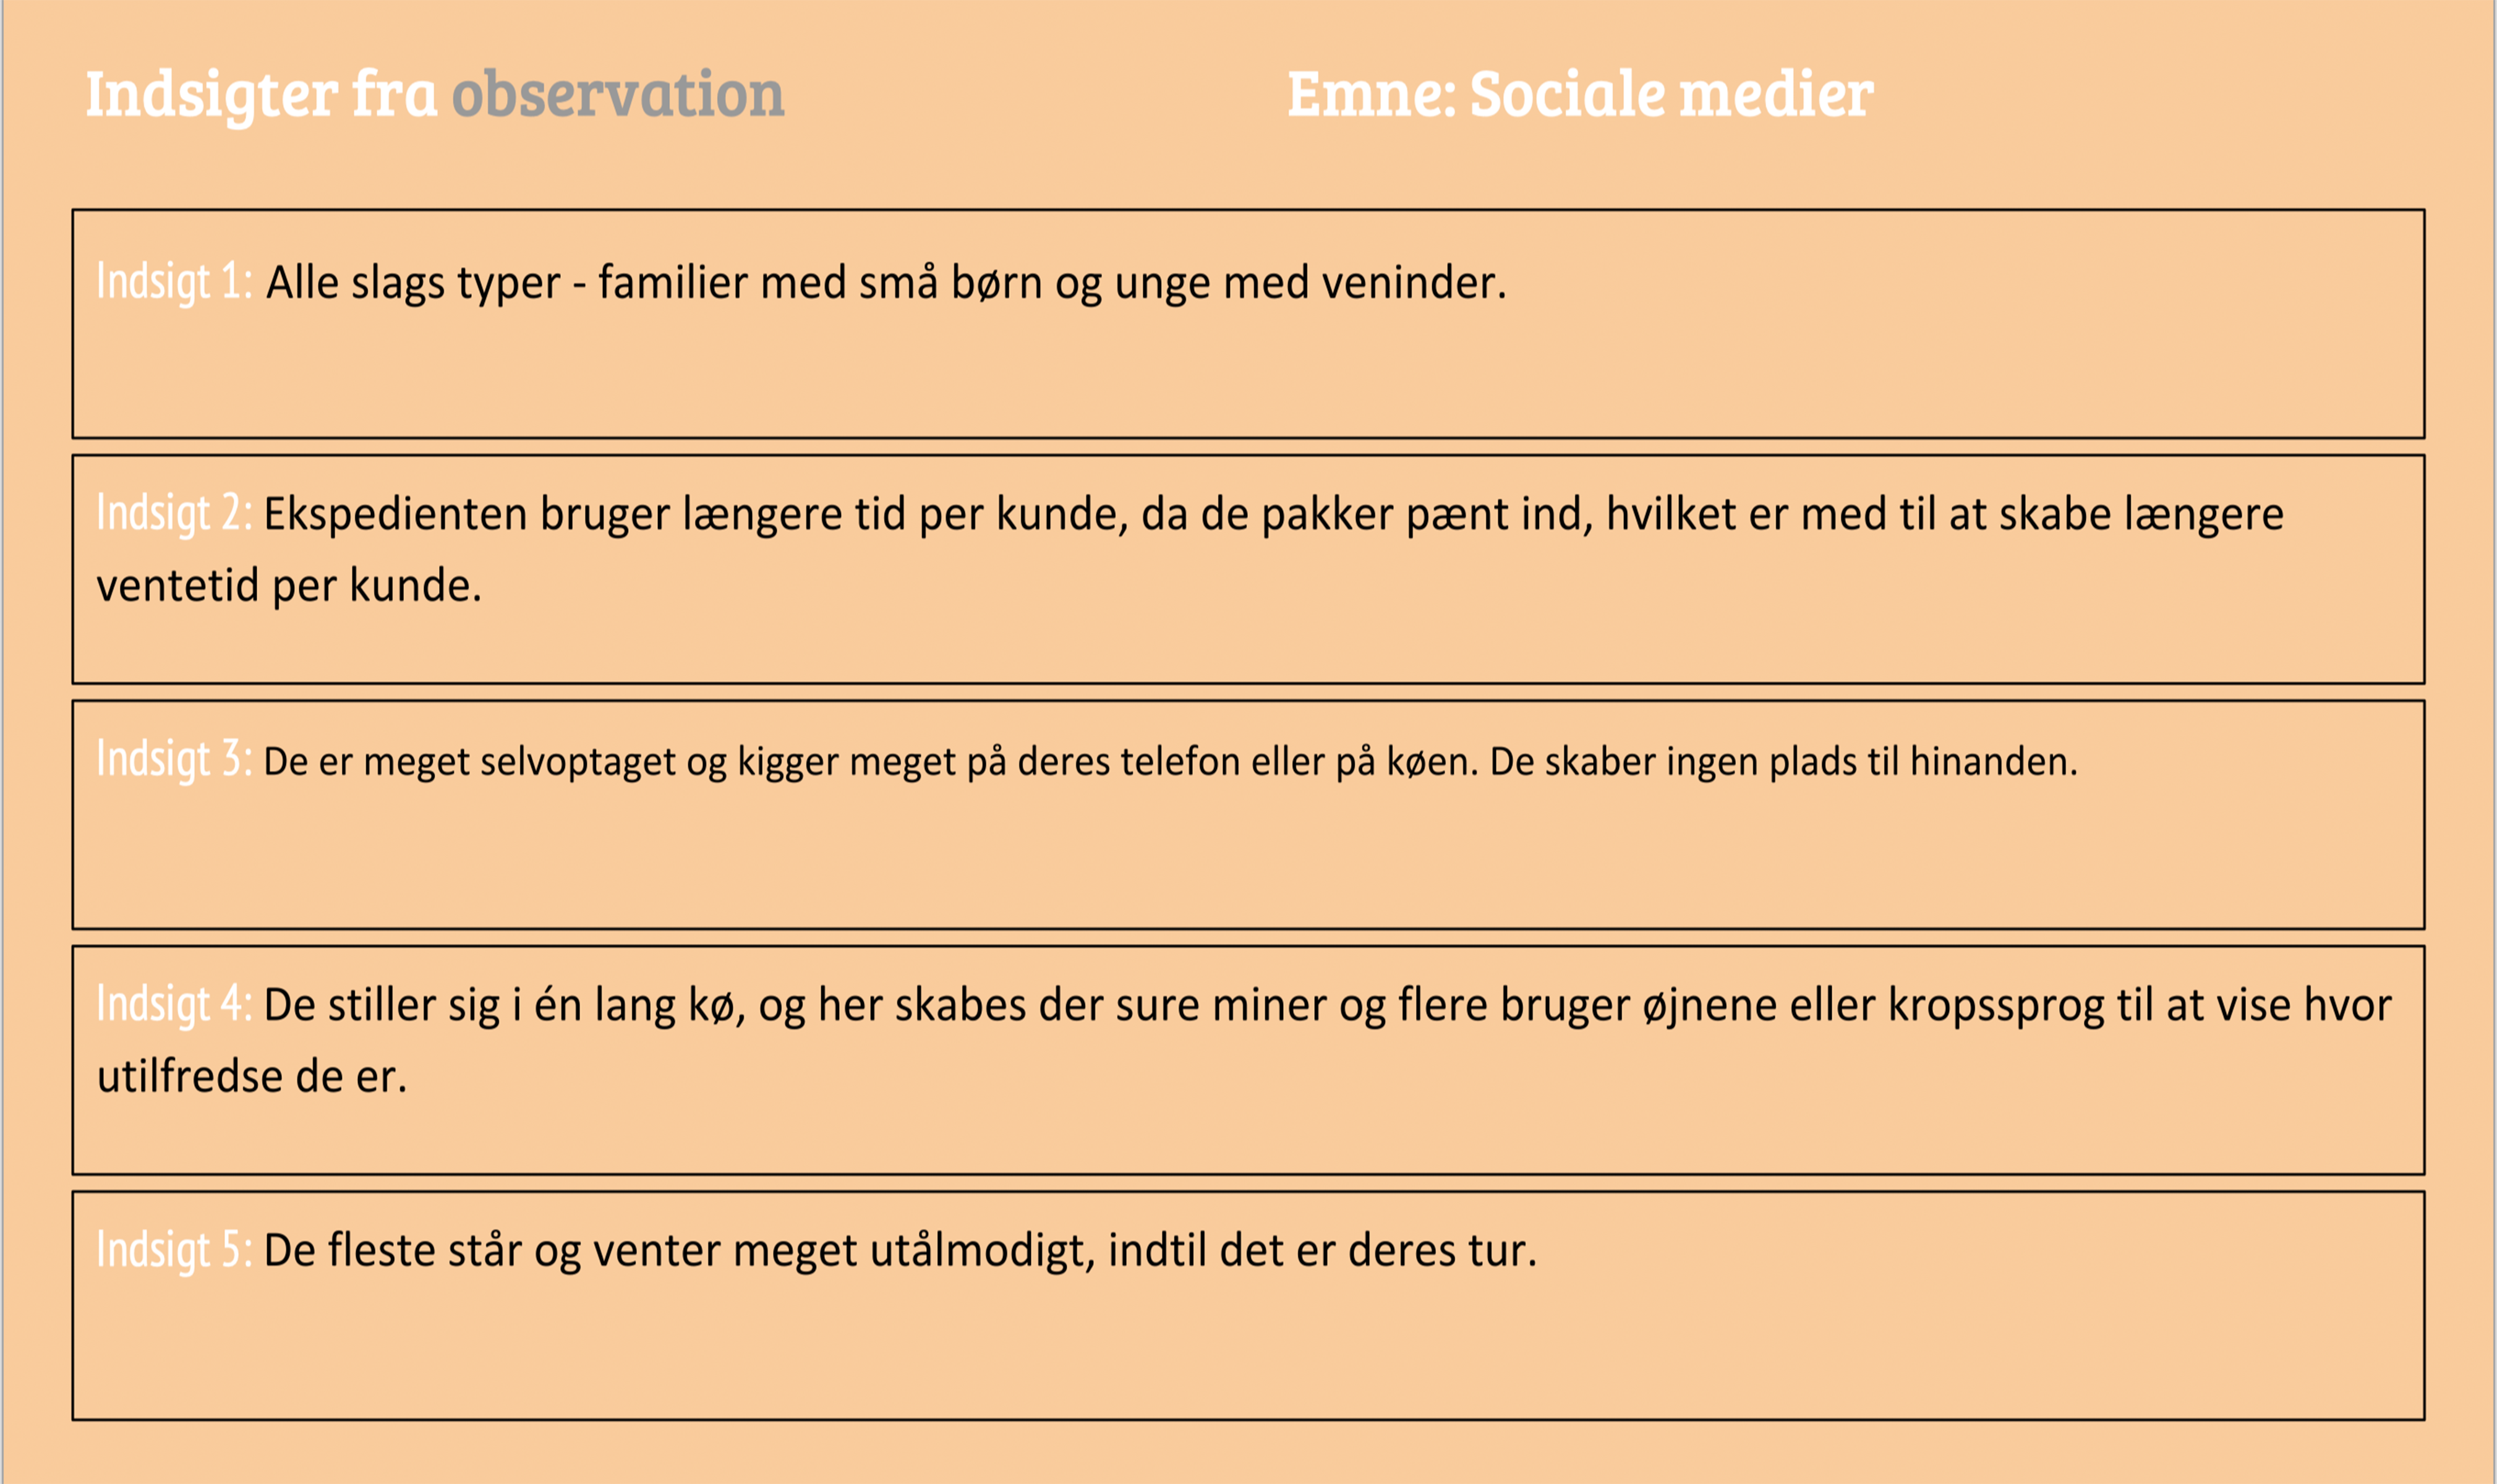 Indsigter fra observation
Emne: Sociale medier
Indsigt 1: Alle slags typer - familier med små børn og unge med veninder.
Indsigt 2: Ekspedienten bruger længere tid per kunde, da de pakker pænt ind, hvilket er med til at skabe længere
ventetid per kunde.
Indsigt 3: De er meget selvoptaget og kigger meget på deres telefon eller på køen. De skaber ingen plads til hinanden.
Indsigt 4: De stiller sig i én lang kø, og her skabes der sure miner og flere bruger øjnene eller kropssprog til at vise hvor
utilfredse de er.
Indsigt 5: De fleste står og venter meget utålmodigt, indtil det er deres tur.